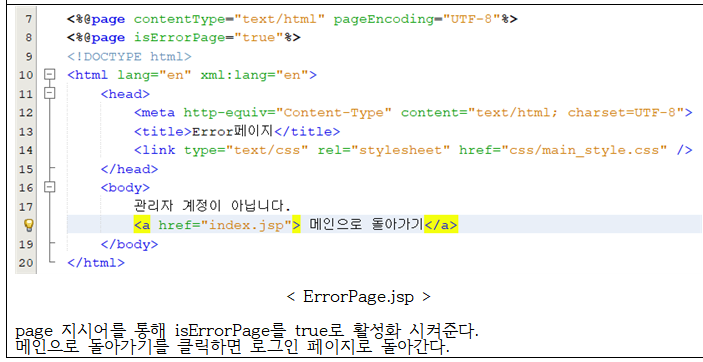 7 <%@page contentType="text/html" pageEncoding="UTF-8"%>
8 <%@page isErrorPage="true"%>
9 <!DOCTYPE html>
10 <html lang="en" xml:lang="en">
11 <head>
12 <meta http-equiv="Content-Type" content="text/html; charset=UTF-8">
13 <title>Error페이지</title>
14 <link type="text/css" rel="stylesheet" href="css/main_style.css" />
15 </head>
16 <body>
17 관리자 계정이 아닙니다.
<a href="index.jsp"> 메인으로 돌아가기</a>
19 </body>
20 </html>
< ErrorPage.jsp >
page 지시어를 통해 isErrorPage를 true로 활성화 시켜준다.
메인으로 돌아가기를 클릭하면 로그인 페이지로 돌아간다.